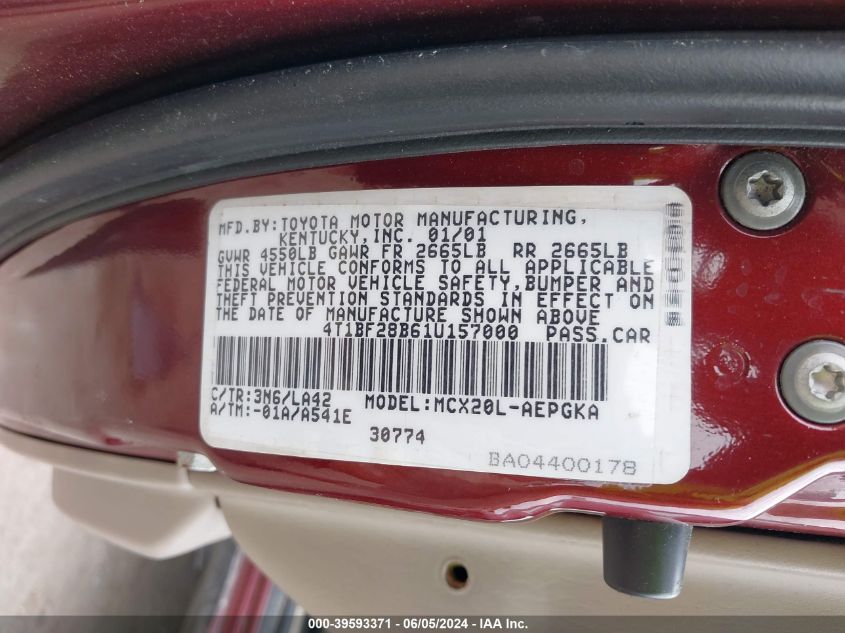 MFD.BY:TOYOTA MOTOR MANUFACTURING,
KENTUCKY,INC. 01/01
GVWR 4550LB GAWR FR 2665LB RR 2665LB
THIS VEHICLE CONFORMS TO ALL APPLICABLE
FEDERAL MOTOR VEHICLE SAFETY,BUMPER AND
THEFT PREVENTION STANDARDS IN EFFECT ON
THE DATE OF MANUFACTURE SHOWN ABOVE
4T1BF28B61U157000 PASS.CAR
C/TR:3N6/LA42 MODEL:MCX20L-AEPGKA
A/TM:-01A/A541E
30774
BA04400178
000-39593371 - 06/05/2024 - IAA Inc.